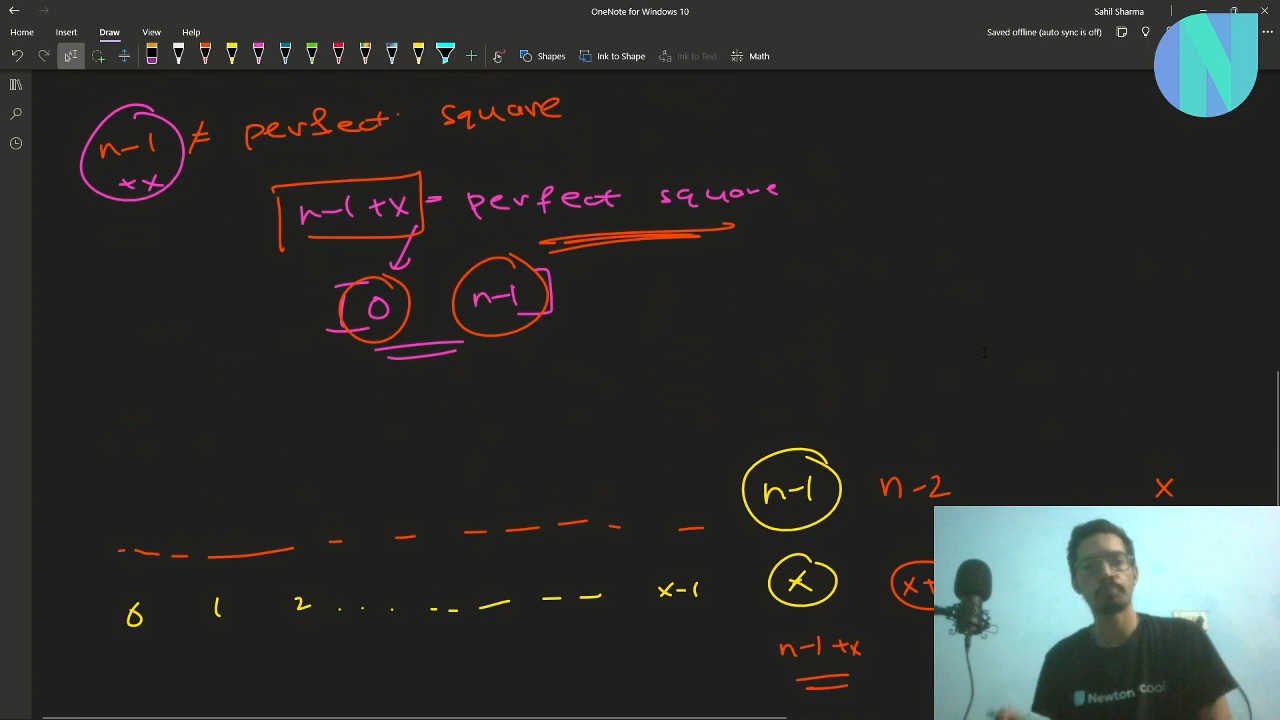 OneNote for Windows 10
Sahil Sharma
Home Insert Draw View Help
Saved offline (auto sync is off)
Shapes Ink to Shape Ink to Text Math
n-1 ≠ perfect square
+x
n-1+x = perfect square
[0 n-1]
n-1 n-2 x
0 1 2 . . . x-1 x x+
n-1+x
Newton